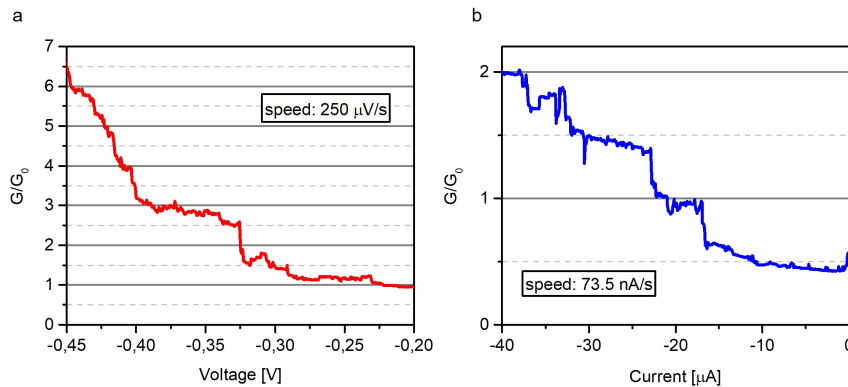 a
7
6
5
4
3
2
1
0
G/G₀
speed: 250 µV/s
-0,45 -0,40 -0,35 -0,30 -0,25 -0,20
Voltage [V]
b
2
1
0
G/G₀
speed: 73.5 nA/s
-40 -30 -20 -10 0
Current [µA]